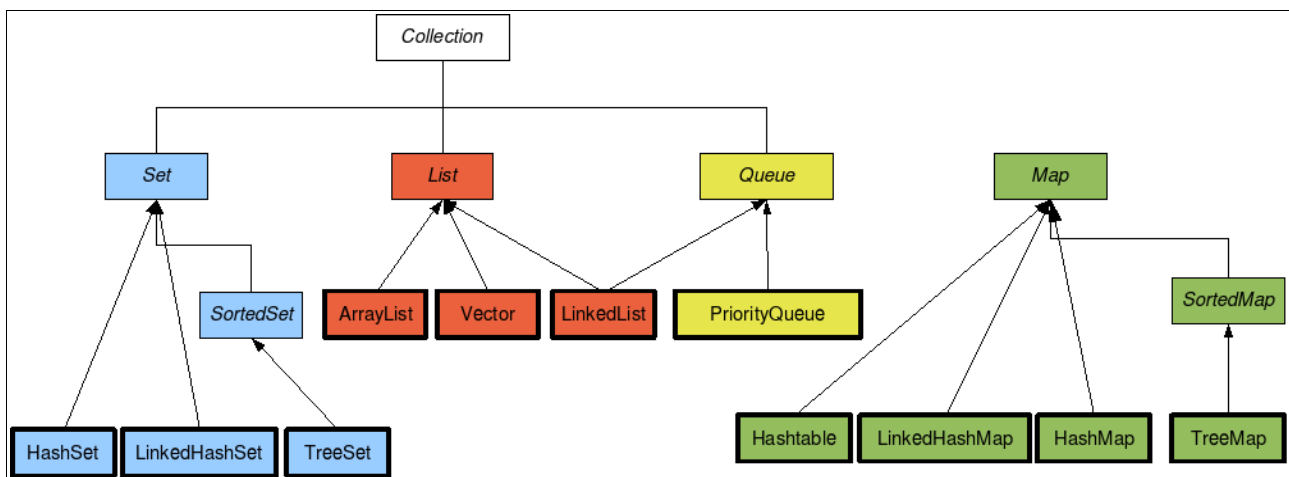 Collection
Set
List
Queue
Map
SortedSet
ArrayList
Vector
LinkedList
PriorityQueue
SortedMap
HashSet
LinkedHashSet
TreeSet
Hashtable
LinkedHashMap
HashMap
TreeMap